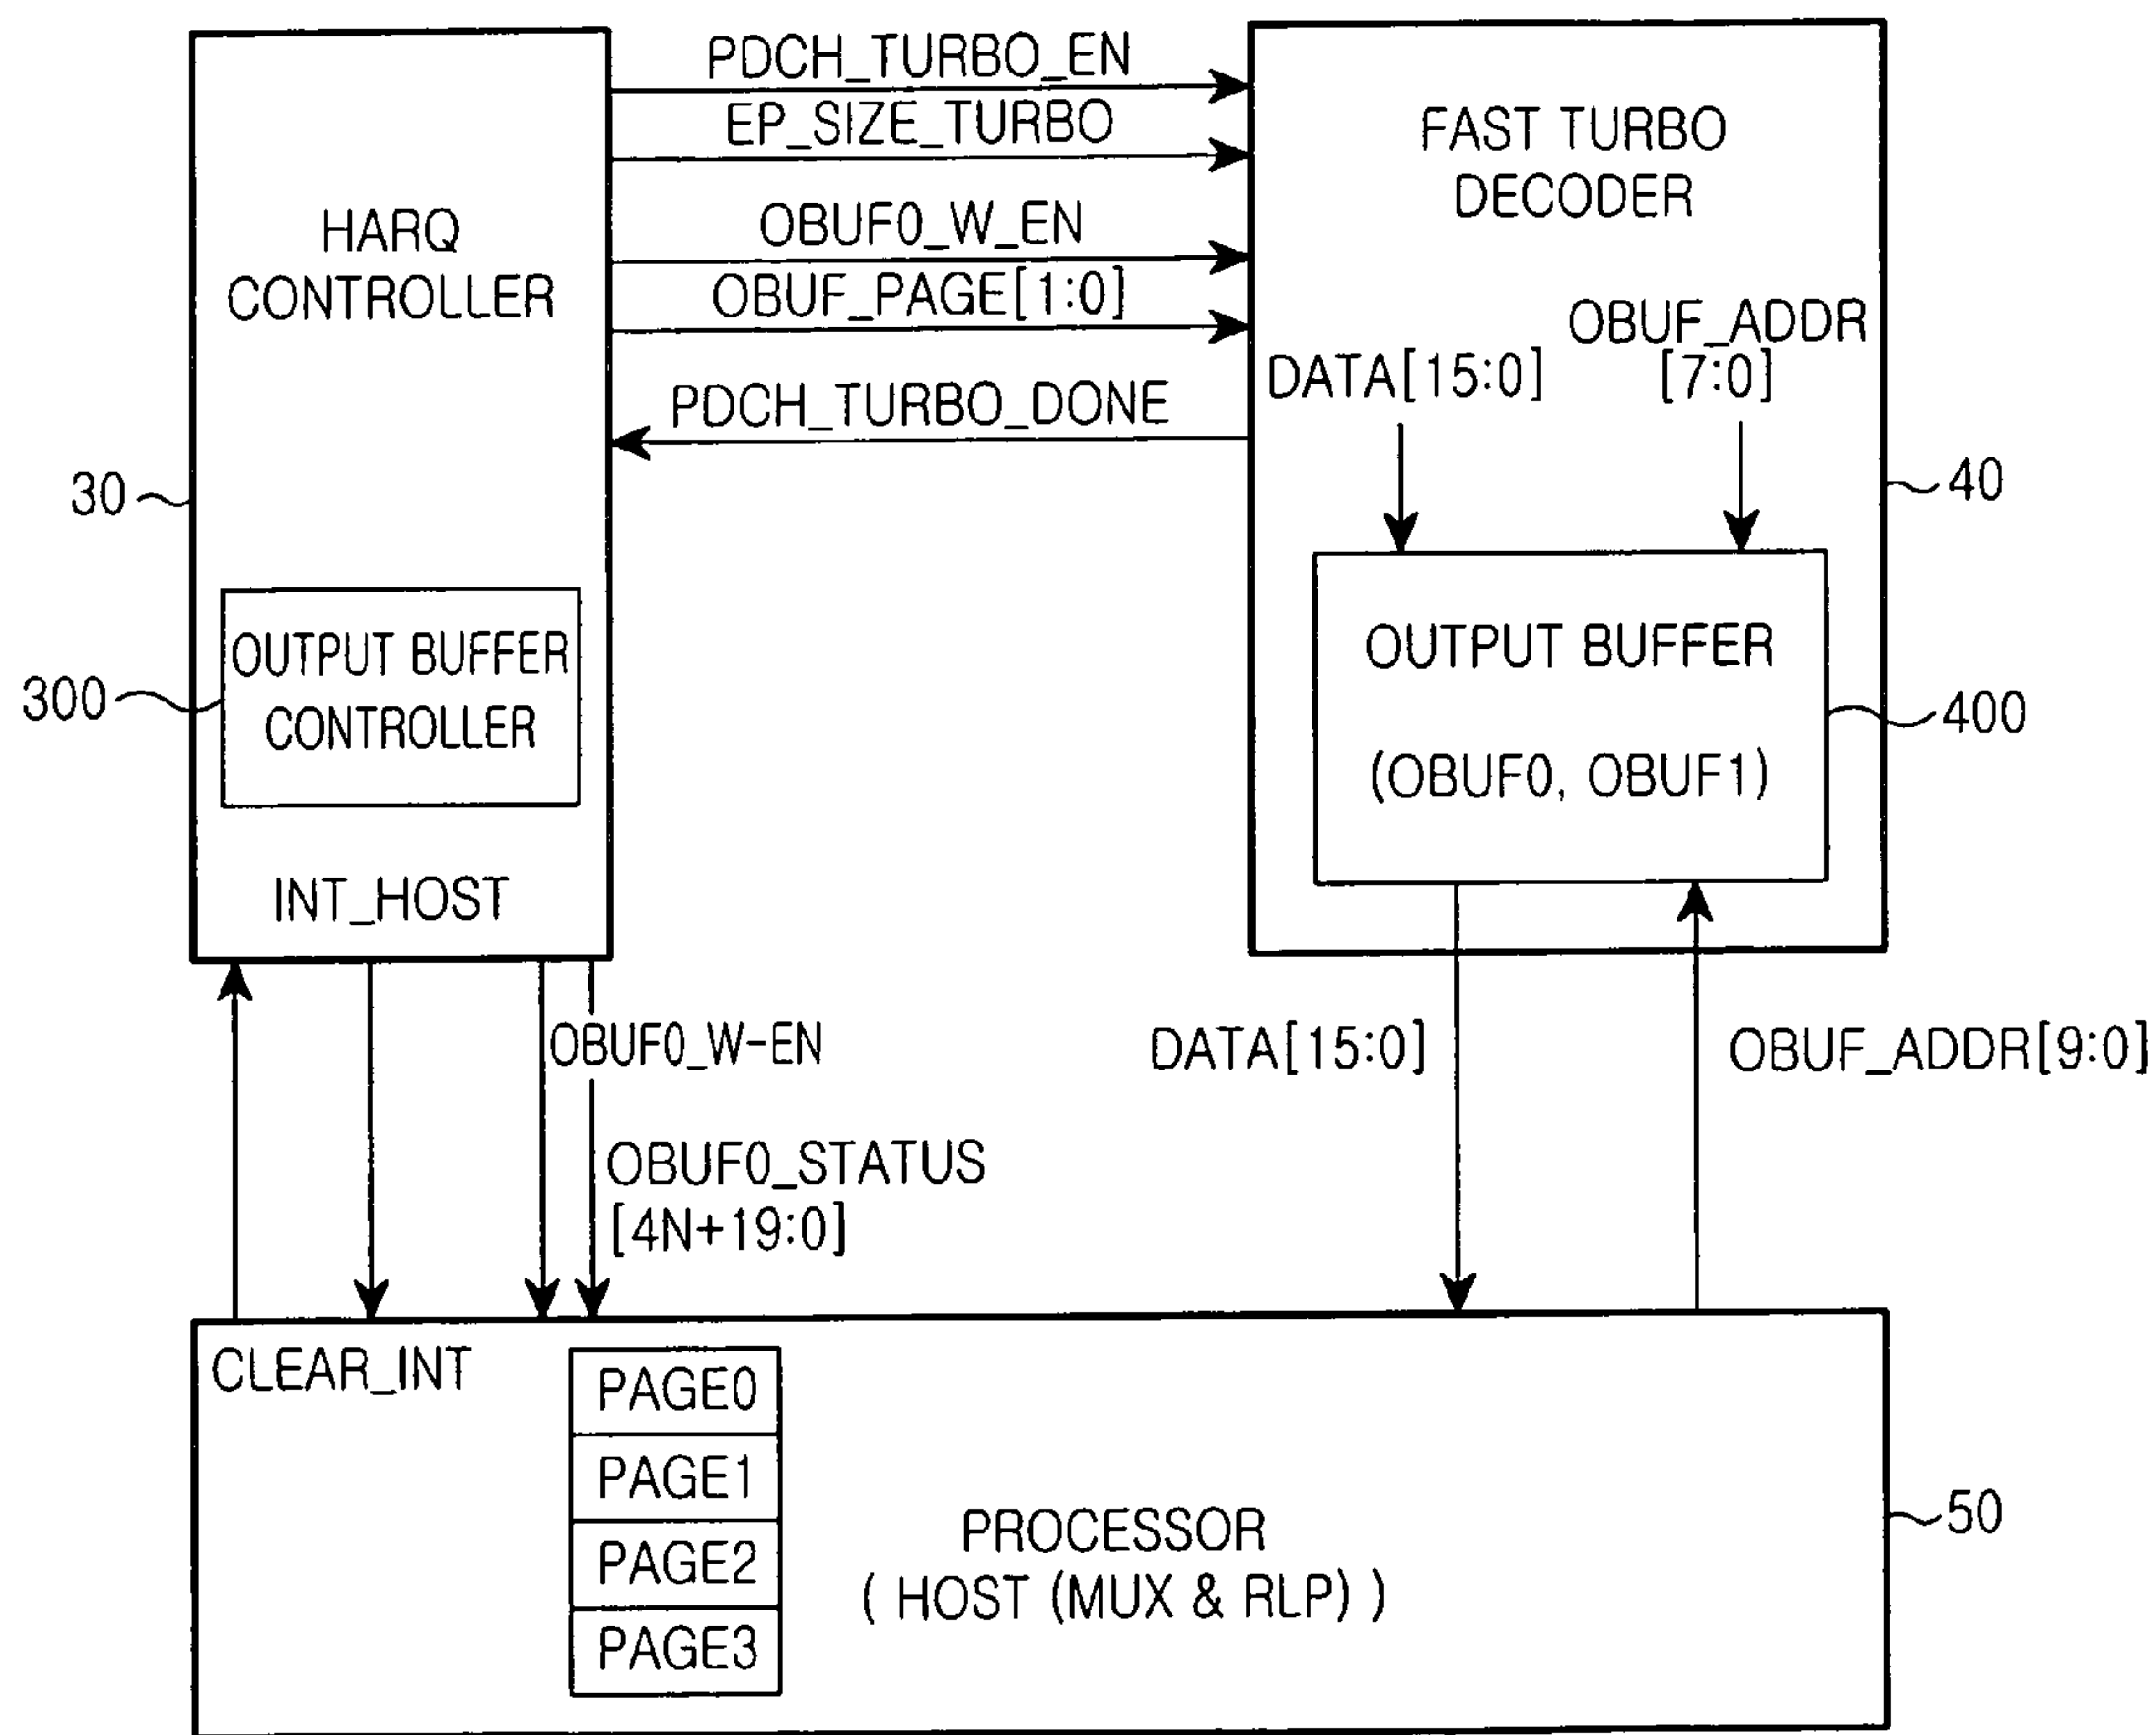 PDCH_TURBO_EN
EP_SIZE_TURBO
OBUF0_W_EN
OBUF_PAGE[1:0]
PDCH_TURBO_DONE
HARQ
CONTROLLER
30
OUTPUT BUFFER
CONTROLLER
300
INT_HOST
FAST TURBO
DECODER
OBUF_ADDR
[7:0]
DATA[15:0]
40
OUTPUT BUFFER
(OBUF0, OBUF1)
400
OBUF0_W-EN
OBUF0_STATUS
[4N+19:0]
DATA[15:0]
OBUF_ADDR[9:0]
CLEAR_INT
PAGE0
PAGE1
PAGE2
PAGE3
PROCESSOR
( HOST (MUX & RLP) )
50